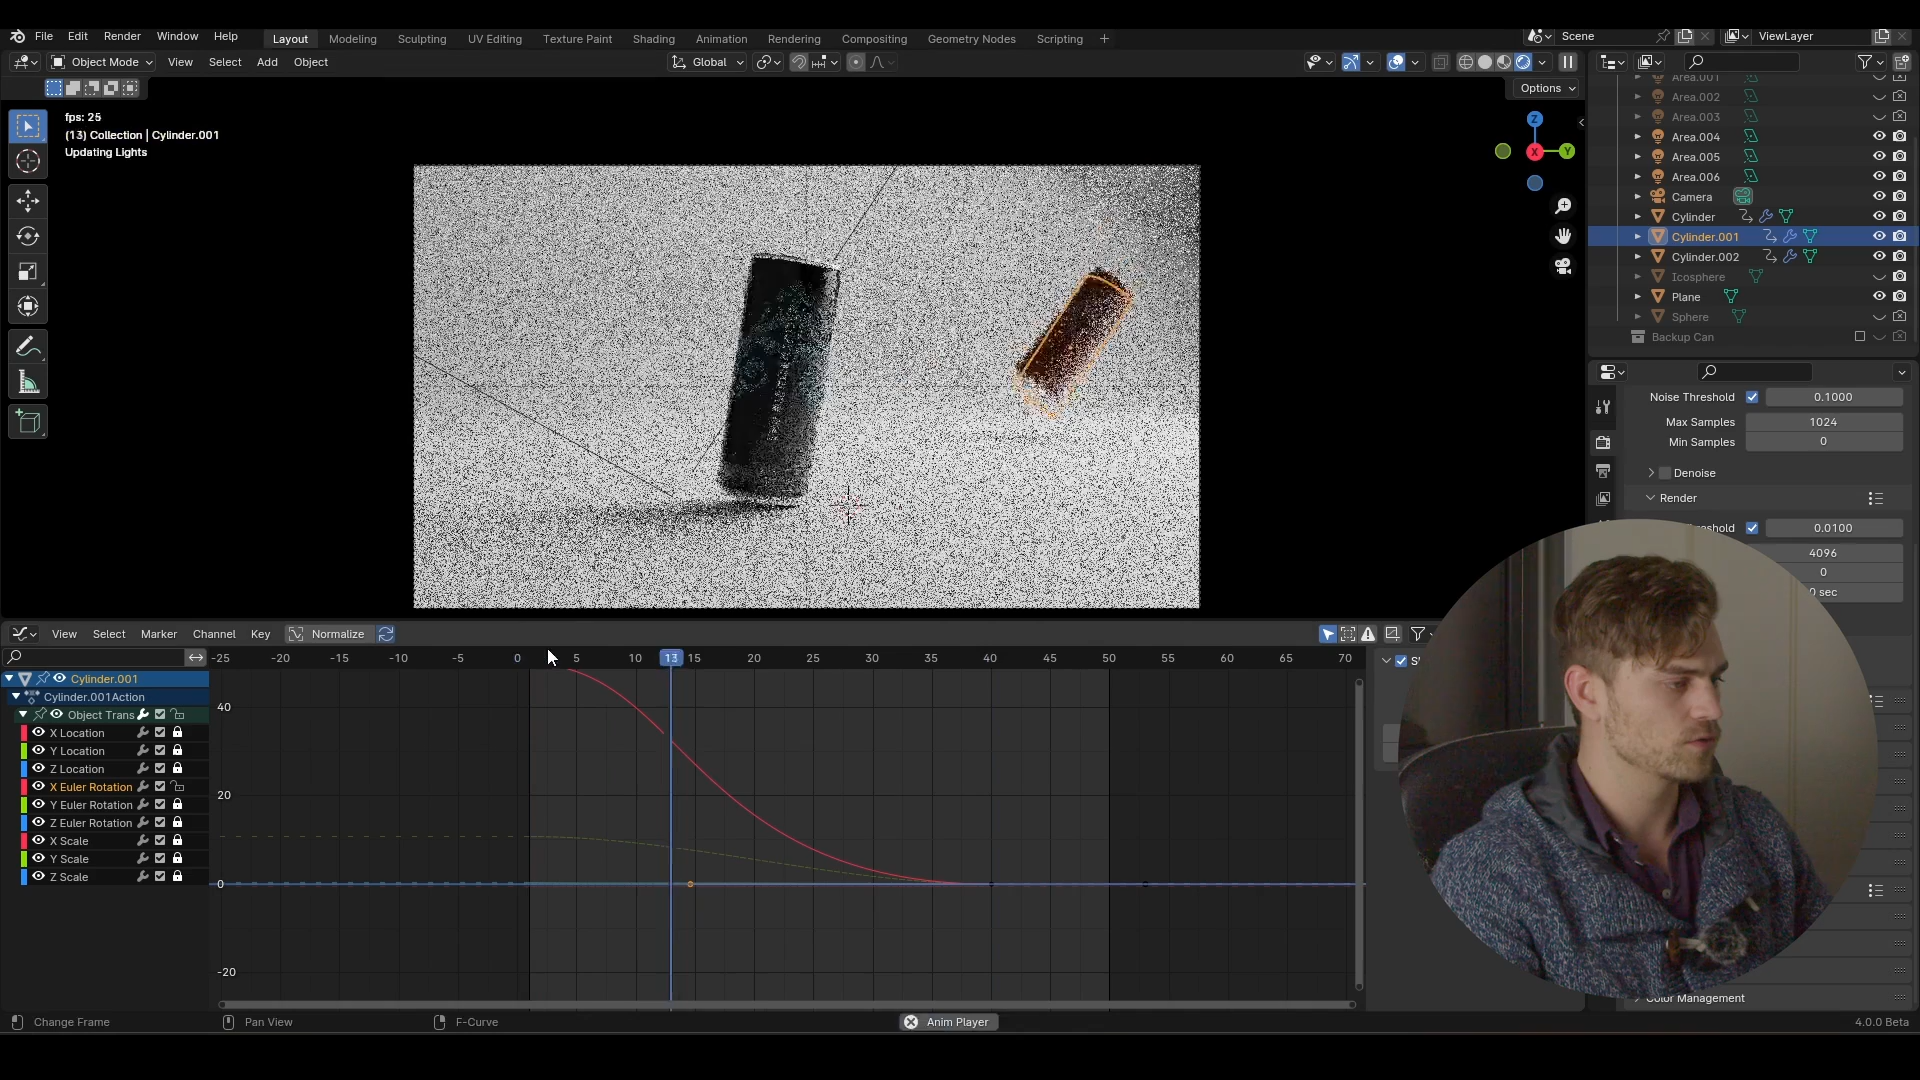 File Edit Render Window Help Layout Modeling Sculpting UV Editing Texture Paint Shading Animation Rendering Compositing Geometry Nodes Scripting + Scene ViewLayer
Object Mode View Select Add Object Global
Options
fps: 25
(13) Collection | Cylinder.001
Updating Lights
Z
X
Y
Area.001
Area.002
Area.003
Area.004
Area.005
Area.006
Camera
Cylinder
Cylinder.001
Cylinder.002
Icosphere
Plane
Sphere
Backup Can
Noise Threshold 0.1000
Max Samples 1024
Min Samples 0
Denoise
Render
0.0100
4096
0
0 sec
Color Management
View Select Marker Channel Key Normalize
-25 -20 -15 -10 -5 0 5 10 13 15 20 25 30 35 40 45 50 55 60 65 70
Cylinder.001
Cylinder.001Action
Object Trans
X Location
Y Location
Z Location
X Euler Rotation
Y Euler Rotation
Z Euler Rotation
X Scale
Y Scale
Z Scale
40
20
0
-20
Change Frame Pan View F-Curve Anim Player 4.0.0 Beta